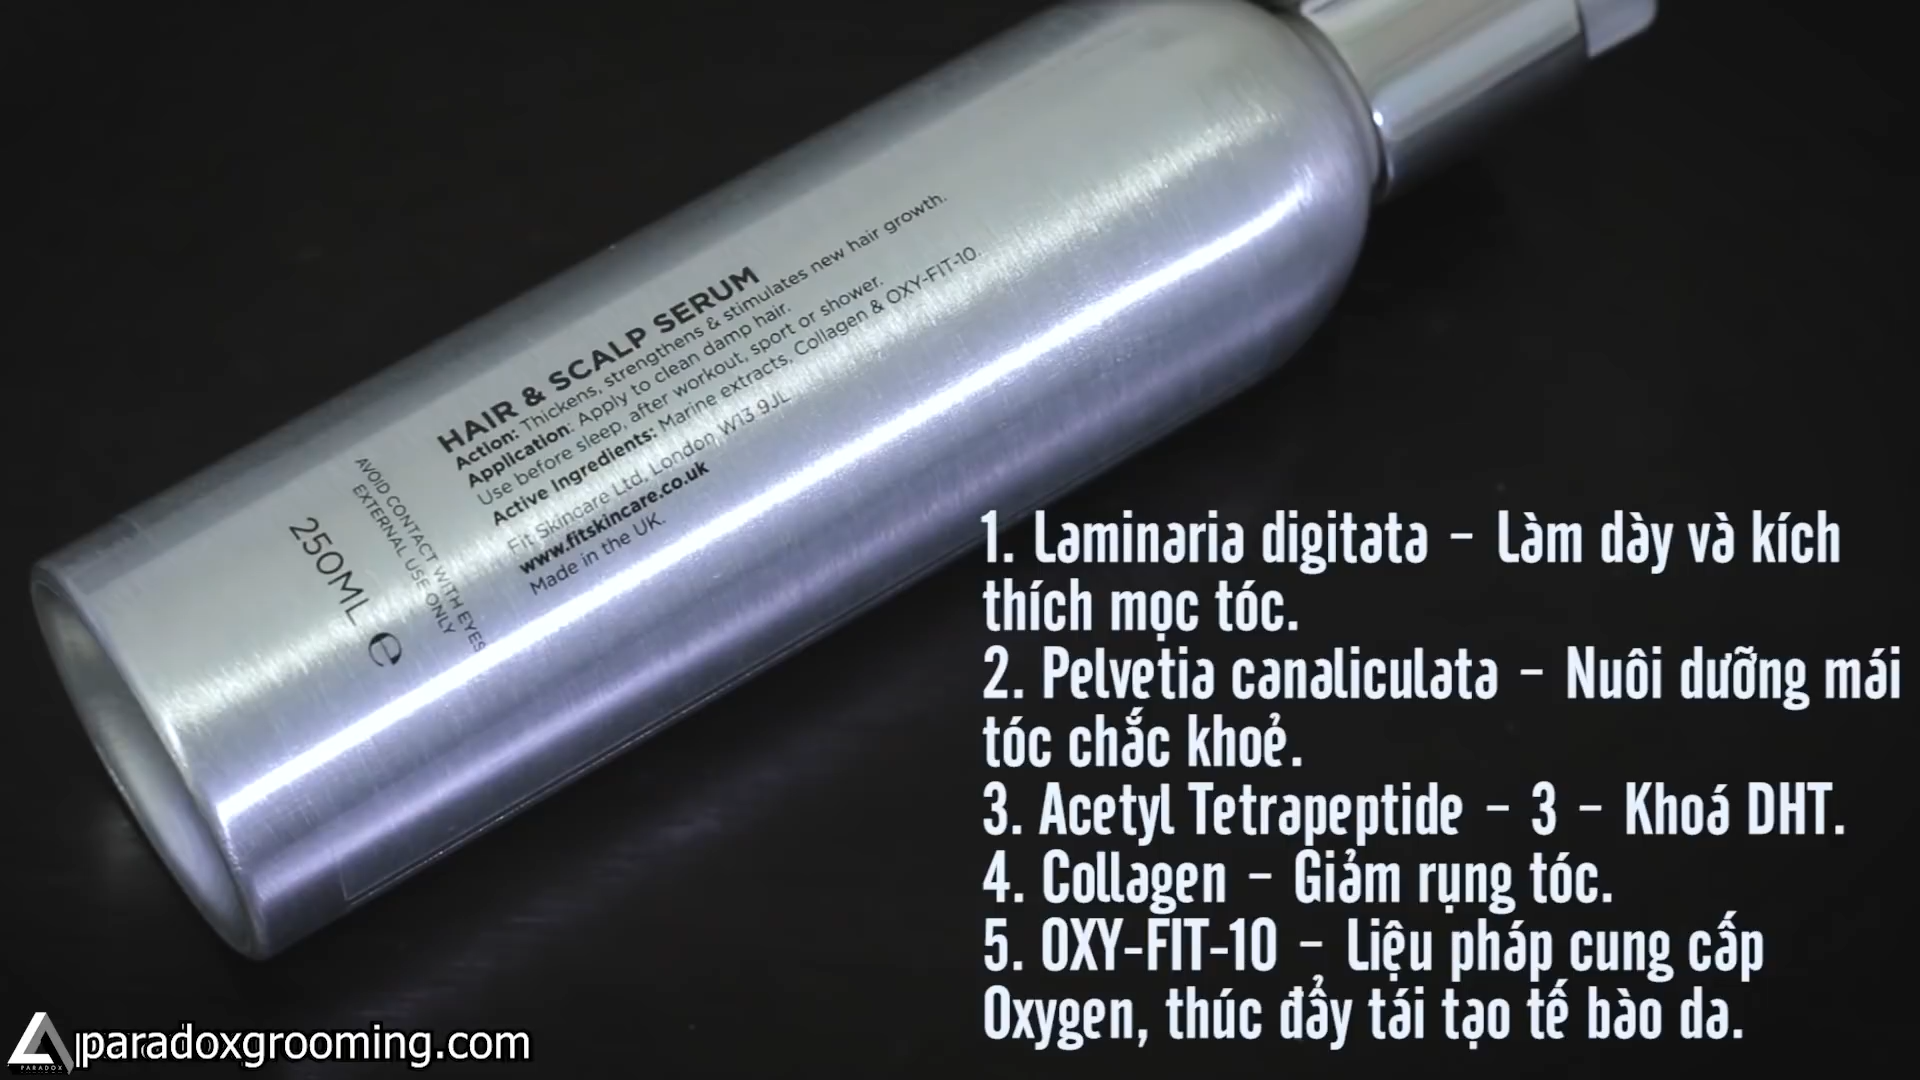 HAIR & SCALP SERUM
Action: Thickens, strengthens & stimulates new hair growth.
Application: Apply to clean damp hair.
Use before sleep, after workout, sport or shower.
Active Ingredients: Marine extracts, Collagen & OXY-FIT-10.
Fit Skincare Ltd, London, W13 9JL
www.fitskincare.co.uk
Made in the UK.
AVOID CONTACT WITH EYES
EXTERNAL USE ONLY
250ML e
1. Laminaria digitata - Làm dày và kích
thích mọc tóc.
2. Pelvetia canaliculata - Nuôi dưỡng mái
tóc chắc khoẻ.
3. Acetyl Tetrapeptide - 3 - Khoá DHT.
4. Collagen - Giảm rụng tóc.
5. OXY-FIT-10 - Liệu pháp cung cấp
Oxygen, thúc đẩy tái tạo tế bào da.
PARADOX
paradoxgrooming.com